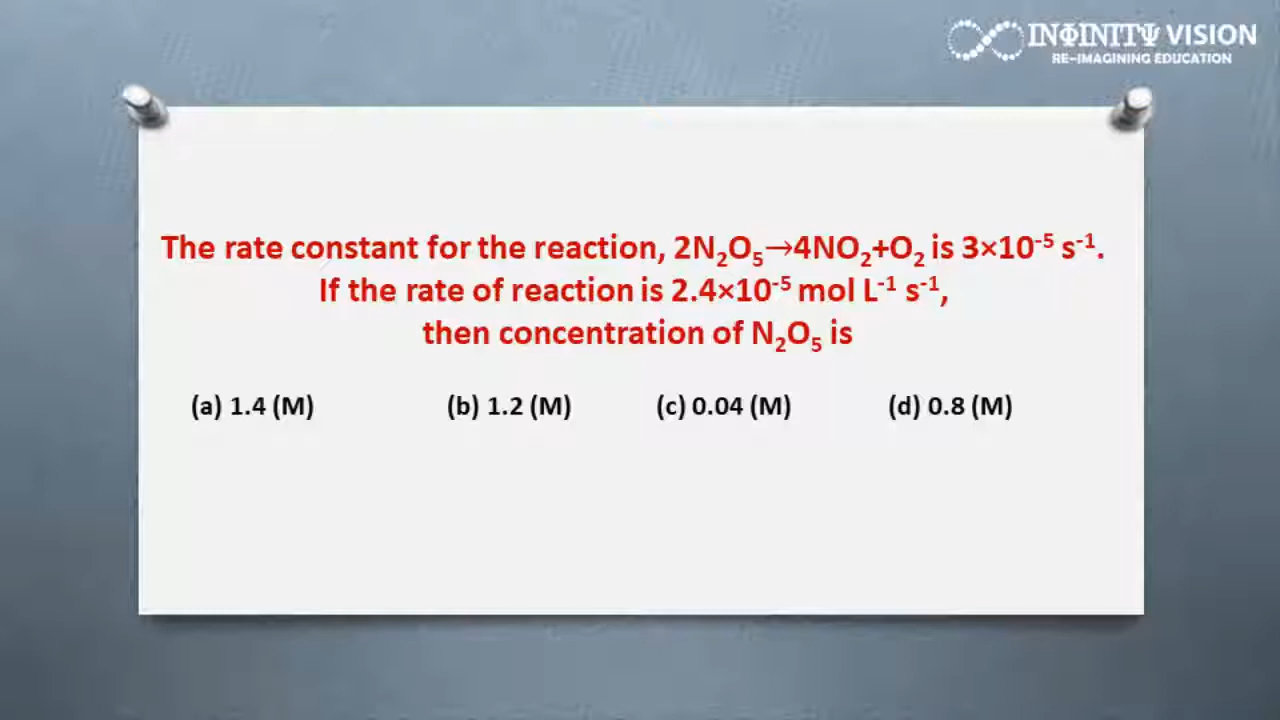 INΦINITΨ VISION
RE-IMAGINING EDUCATION
The rate constant for the reaction, 2N₂O₅→4NO₂+O₂ is 3×10⁻⁵ s⁻¹.
If the rate of reaction is 2.4×10⁻⁵ mol L⁻¹ s⁻¹,
then concentration of N₂O₅ is
(a) 1.4 (M) (b) 1.2 (M) (c) 0.04 (M) (d) 0.8 (M)